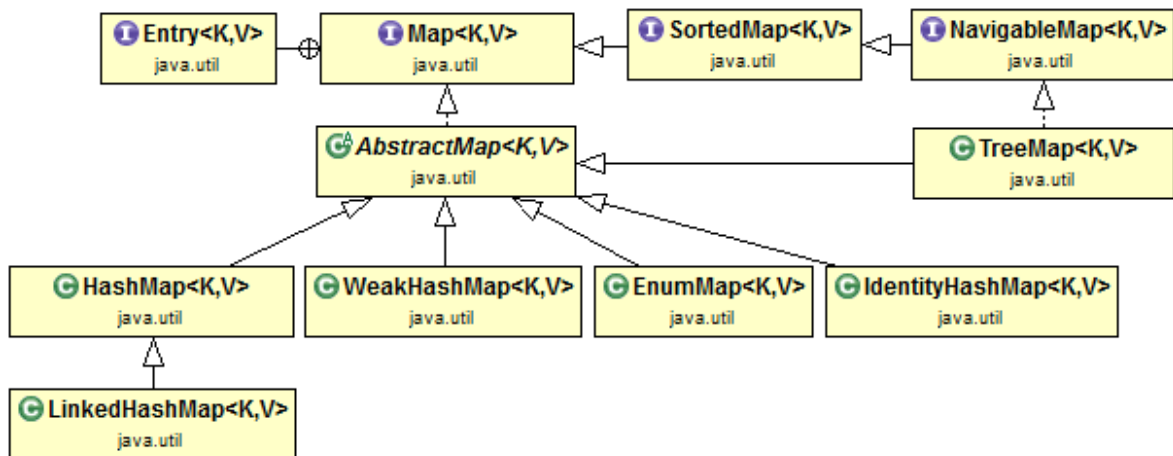 I Entry<K,V>
java.util
I Map<K,V>
java.util
I SortedMap<K,V>
java.util
I NavigableMap<K,V>
java.util
C A AbstractMap<K,V>
java.util
C TreeMap<K,V>
java.util
C HashMap<K,V>
java.util
C WeakHashMap<K,V>
java.util
C EnumMap<K,V>
java.util
C IdentityHashMap<K,V>
java.util
C LinkedHashMap<K,V>
java.util